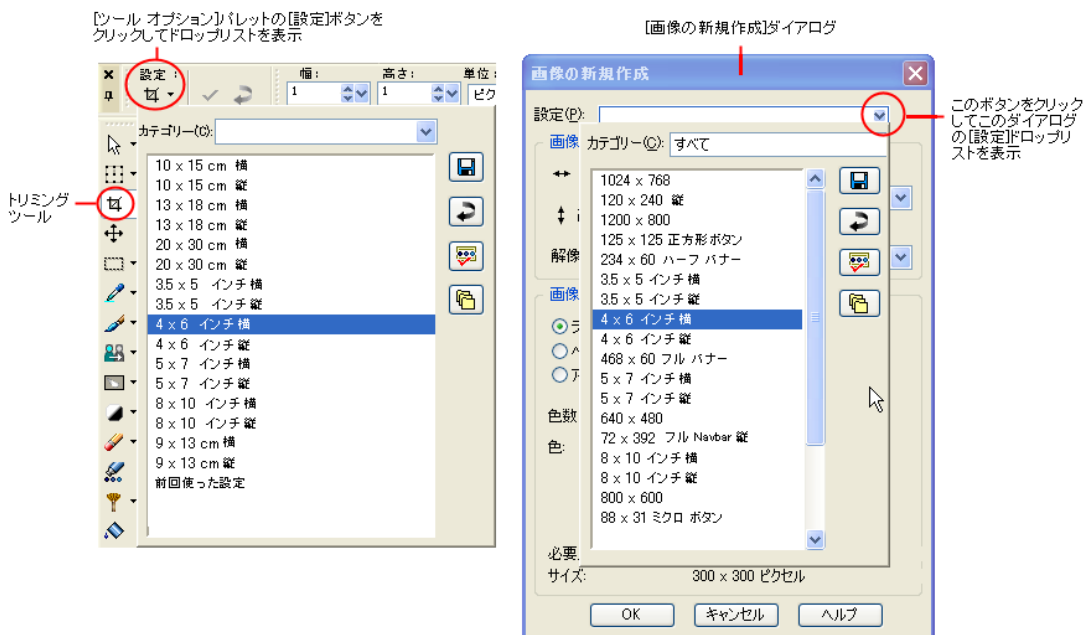 [ツール オプション]パレットの[設定]ボタンを
クリックしてドロップリストを表示
設定 :
幅:
高さ:
単位:
1
1
ピク
カテゴリー(C):
10 x 15 cm 横
10 x 15 cm 縦
13 x 18 cm 横
13 x 18 cm 縦
20 x 30 cm 横
20 x 30 cm 縦
3.5 x 5 インチ横
3.5 x 5 インチ縦
4 x 6 インチ横
4 x 6 インチ縦
5 x 7 インチ横
5 x 7 インチ縦
8 x 10 インチ横
8 x 10 インチ縦
9 x 13 cm 横
9 x 13 cm 縦
前回使った設定
トリミング
ツール
[画像の新規作成]ダイアログ
画像の新規作成
設定(P):
画像
カテゴリー(C): すべて
1024 x 768
120 x 240 縦
1200 x 800
125 x 125 正方形ボタン
234 x 60 ハーフ バナー
3.5 x 5 インチ横
3.5 x 5 インチ縦
4 x 6 インチ横
4 x 6 インチ縦
468 x 60 フル バナー
5 x 7 インチ横
5 x 7 インチ縦
640 x 480
72 x 392 フル Navbar 縦
8 x 10 インチ横
8 x 10 インチ縦
800 x 600
88 x 31 ミクロ ボタン
解像
画像
色数
色:
必要
サイズ: 300 x 300 ピクセル
OK キャンセル ヘルプ
このボタンをクリック
してこのダイアログ
の[設定]ドロップリ
ストを表示